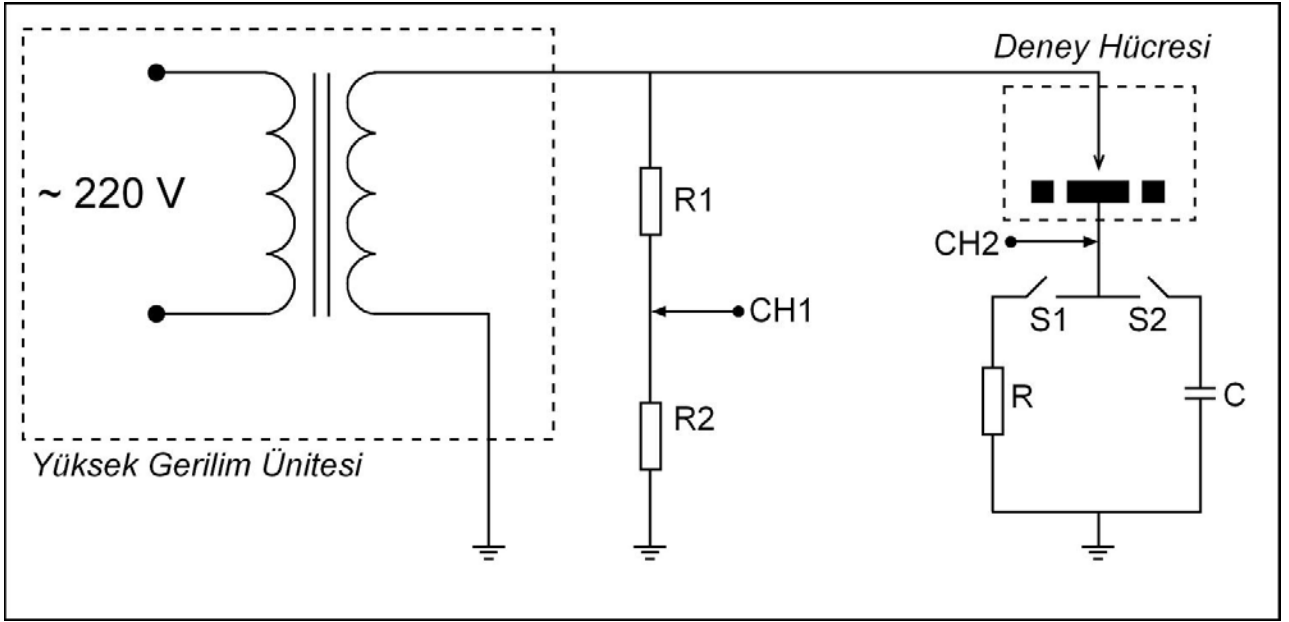 Deney Hücresi
~ 220 V
R1
CH2
CH1
S1
S2
R
C
R2
Yüksek Gerilim Ünitesi